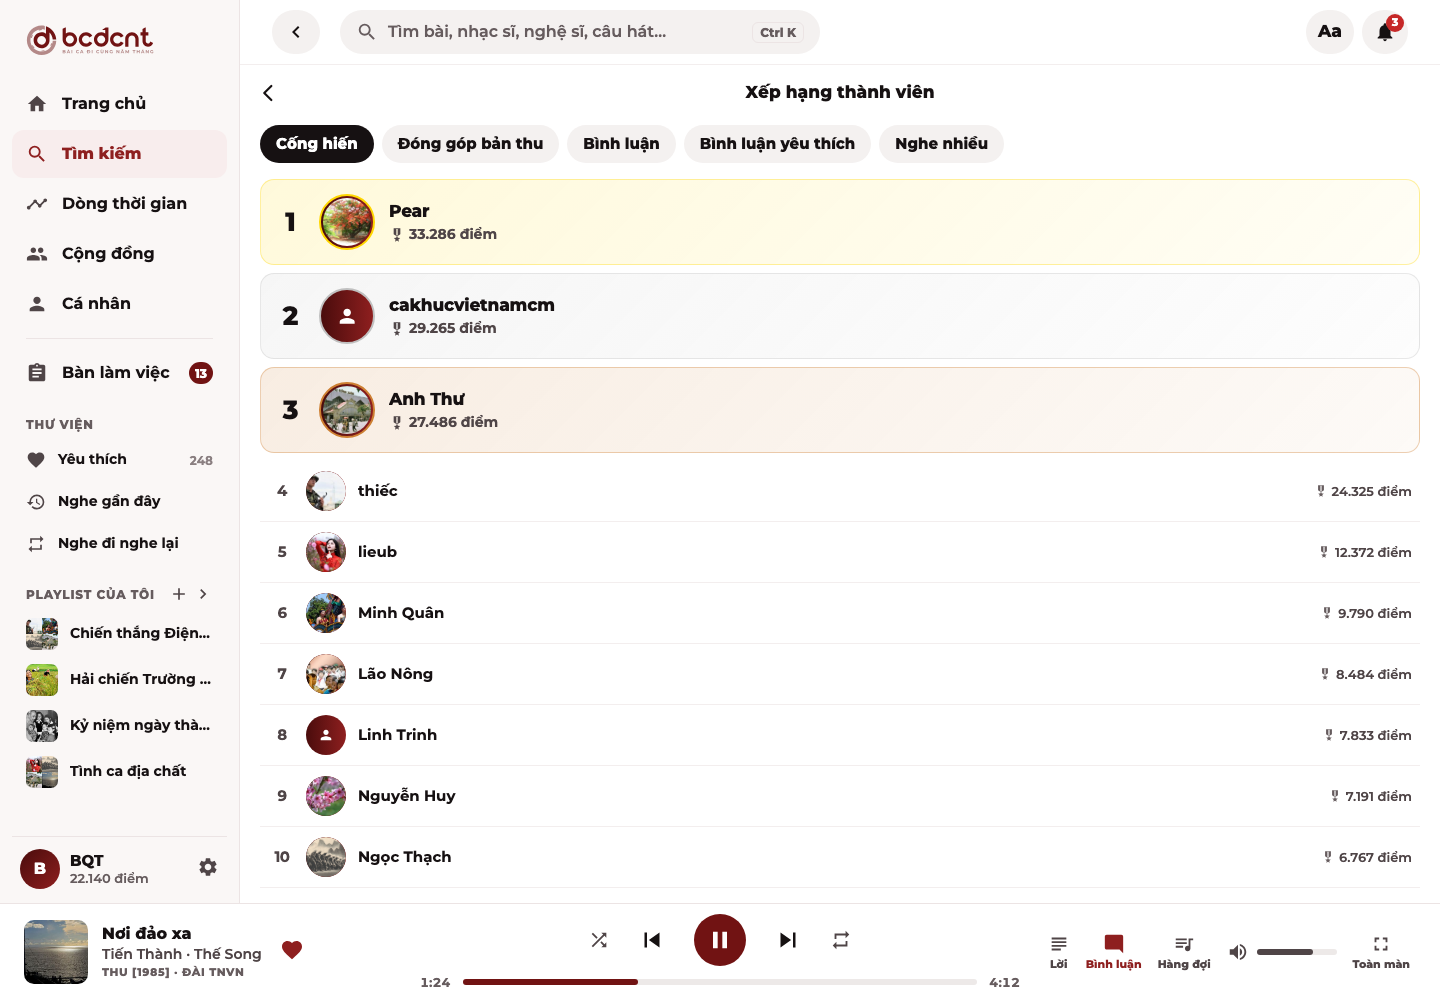 bcdcnt
BÀI CA ĐI CÙNG NĂM THÁNG
Trang chủ
Tìm kiếm
Dòng thời gian
Cộng đồng
Cá nhân
Bàn làm việc 13
THƯ VIỆN
Yêu thích 248
Nghe gần đây
Nghe đi nghe lại
PLAYLIST CỦA TÔI
Chiến thắng Điện...
Hải chiến Trường ...
Kỷ niệm ngày thà...
Tình ca địa chất
B
BQT
22.140 điểm
Tìm bài, nhạc sĩ, nghệ sĩ, câu hát... Ctrl K
Aa
3
Xếp hạng thành viên
Cống hiến Đóng góp bản thu Bình luận Bình luận yêu thích Nghe nhiều
1 Pear
33.286 điểm
2 cakhucvietnamcm
29.265 điểm
3 Anh Thư
27.486 điểm
4 thiếc 24.325 điểm
5 lieub 12.372 điểm
6 Minh Quân 9.790 điểm
7 Lão Nông 8.484 điểm
8 Linh Trinh 7.833 điểm
9 Nguyễn Huy 7.191 điểm
10 Ngọc Thạch 6.767 điểm
Nơi đảo xa
Tiến Thành · Thế Song
THU [1985] · ĐÀI TNVN
1:24 4:12
Lời Bình luận Hàng đợi Toàn màn